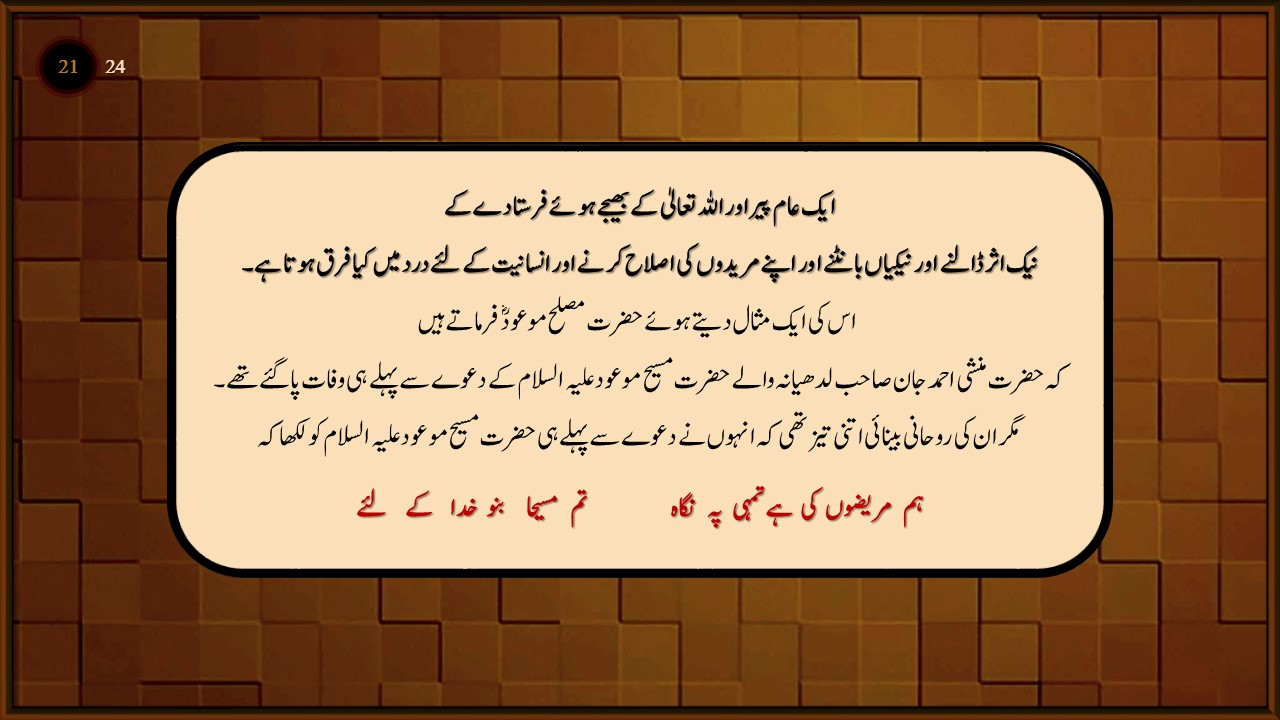 21 24
ایک عام پیر اور اللہ تعالیٰ کے بھیجے ہوئے فرستادے کے
نیک اثر ڈالنے اور نیکیاں بانٹنے اور اپنے مریدوں کی اصلاح کرنے اور انسانیت کے لئے درد میں کیا فرق ہوتا ہے۔
اس کی ایک مثال دیتے ہوئے حضرت مصلح موعودؓ فرماتے ہیں
کہ حضرت منشی احمد جان صاحب لدھیانہ والے حضرت مسیح موعود علیہ السلام کے دعوے سے پہلے ہی وفات پا گئے تھے۔
مگر ان کی روحانی بینائی اتنی تیز تھی کہ انہوں نے دعوے سے پہلے ہی حضرت مسیح موعود علیہ السلام کو لکھا کہ
ہم مریضوں کی ہے تمہی پہ نگاہ تم مسیحا بنو خدا کے لئے